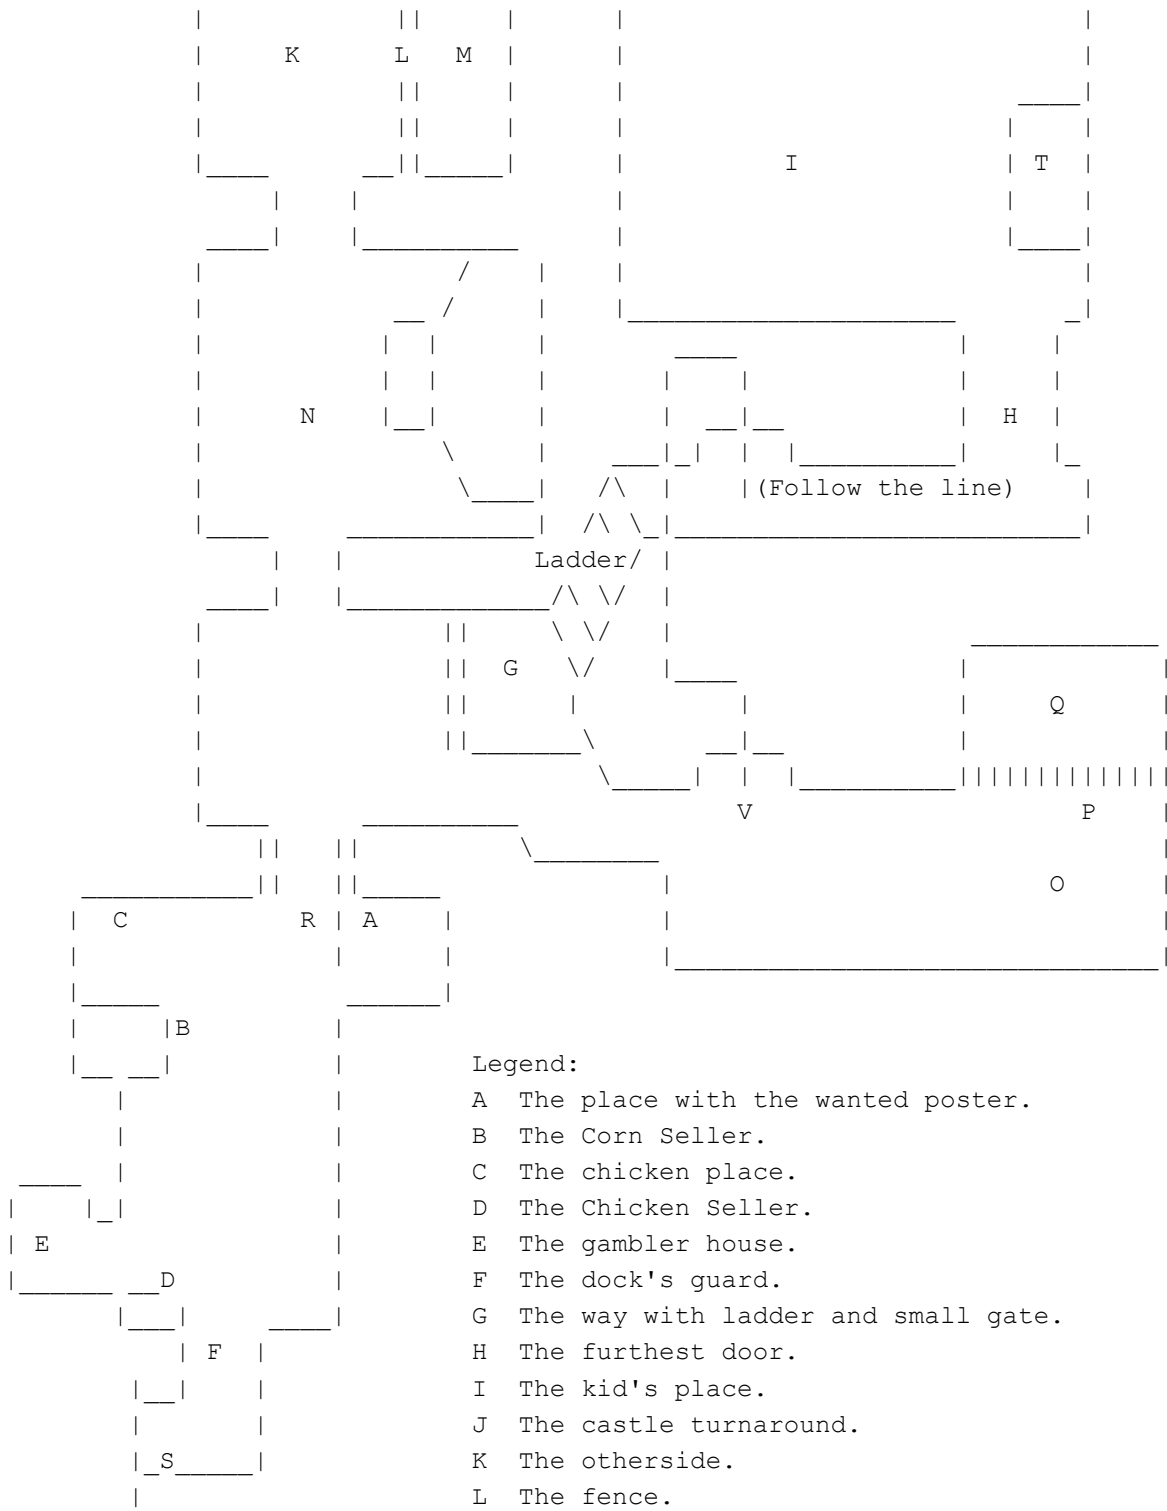 K L M
I T
N H
(Follow the line)
Ladder
G
Q
V P
O
C R A
B
Legend:
A The place with the wanted poster.
B The Corn Seller.
C The chicken place.
D The Chicken Seller.
E The gambler house.
D
F The dock's guard.
G The way with ladder and small gate.
F H The furthest door.
I The kid's place.
J The castle turnaround.
S K The otherside.
L The fence.